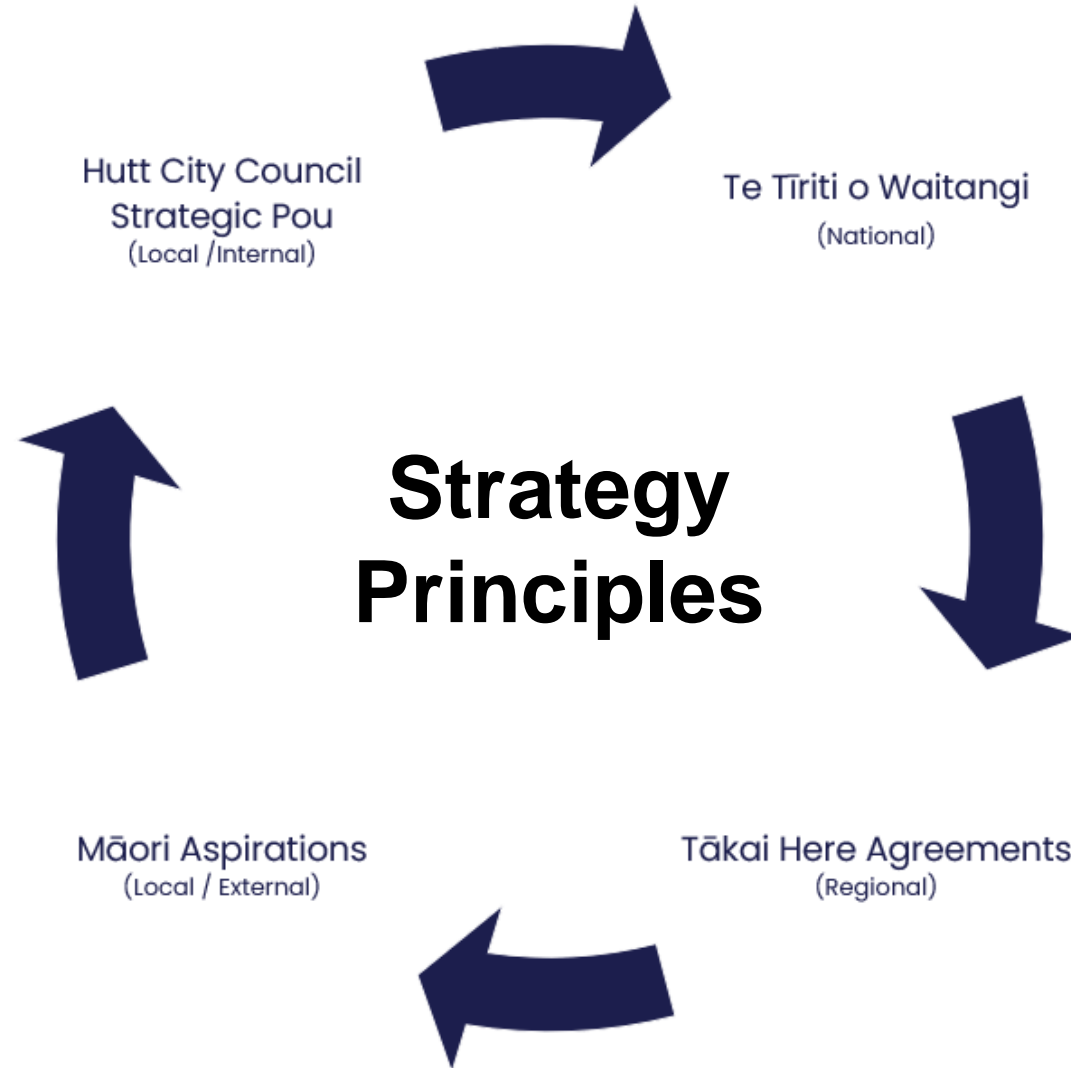 Hutt City Council
Strategic Pou
(Local /Internal)
Te Tīriti o Waitangi
(National)
Strategy
Principles
Māori Aspirations
(Local / External)
Tākai Here Agreements
(Regional)